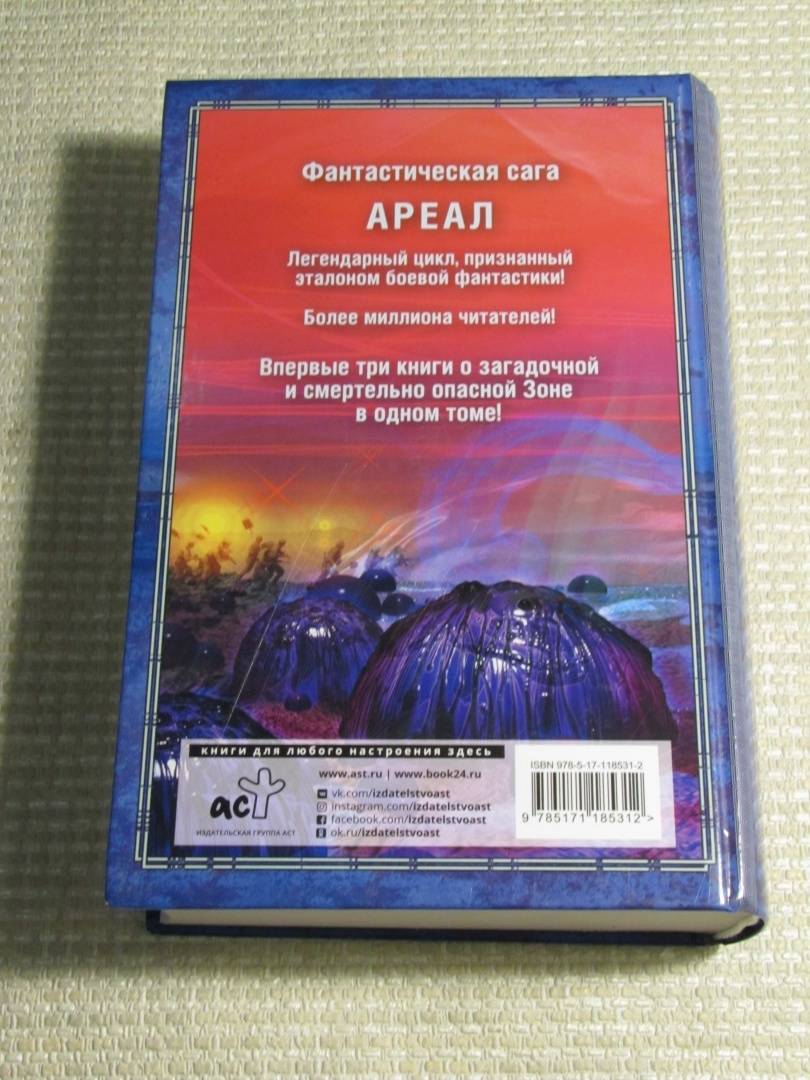 Фантастическая сага
АРЕАЛ
Легендарный цикл, признанный
эталоном боевой фантастики!
Более миллиона читателей!
Впервые три книги о загадочной
и смертельно опасной Зоне
в одном томе!
книги для любого настроения здесь
аст
ИЗДАТЕЛЬСКАЯ ГРУППА АСТ
www.ast.ru | www.book24.ru
vk.com/izdatelstvoast
instagram.com/izdatelstvoast
facebook.com/izdatelstvoast
ok.ru/izdatelstvoast
ISBN 978-5-17-118531-2
9 785171 185312 >